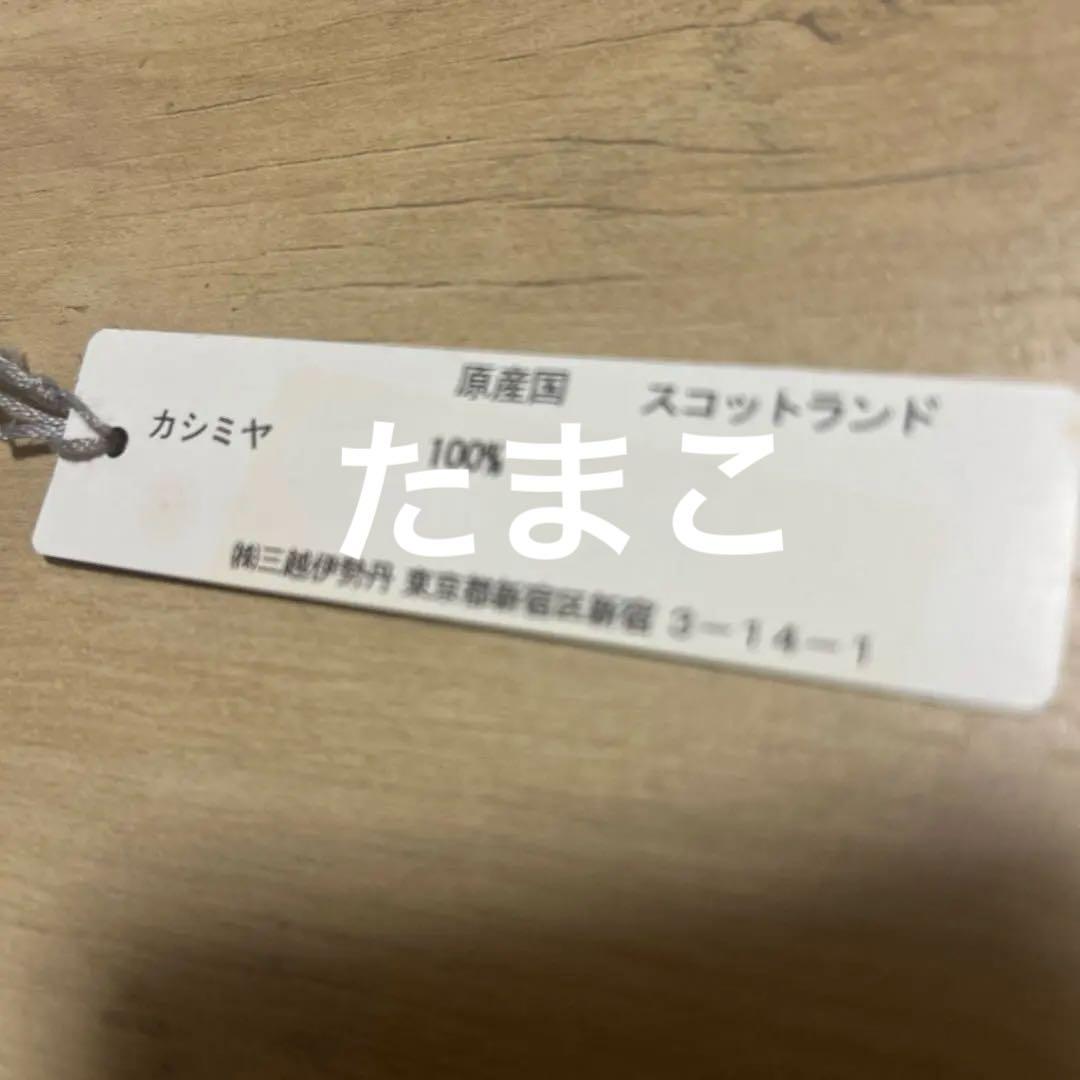 原産国 スコットランド
カシミヤ 100%
たまこ
㈱三越伊勢丹 東京都新宿区新宿 3-14-1